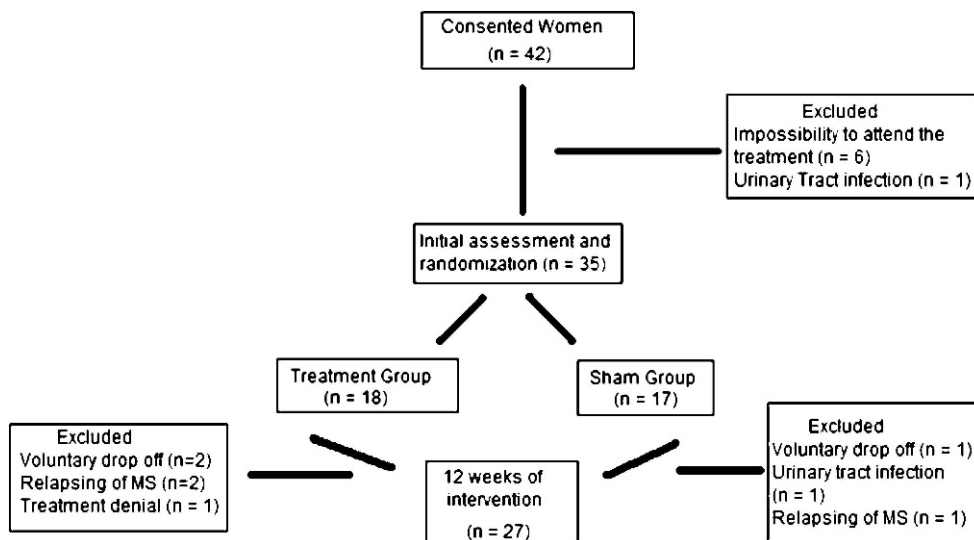 Consented Women
(n = 42)
Excluded
Impossibility to attend the
treatment (n = 6)
Urinary Tract infection (n = 1)
Initial assessment and
randomization (n = 35)
Treatment Group
(n = 18)
Sham Group
(n = 17)
Excluded
Voluntary drop off (n=2)
Relapsing of MS (n=2)
Treatment denial (n = 1)
12 weeks of
intervention
(n = 27)
Excluded
Voluntary drop off (n = 1)
Urinary tract infection
(n = 1)
Relapsing of MS (n = 1)